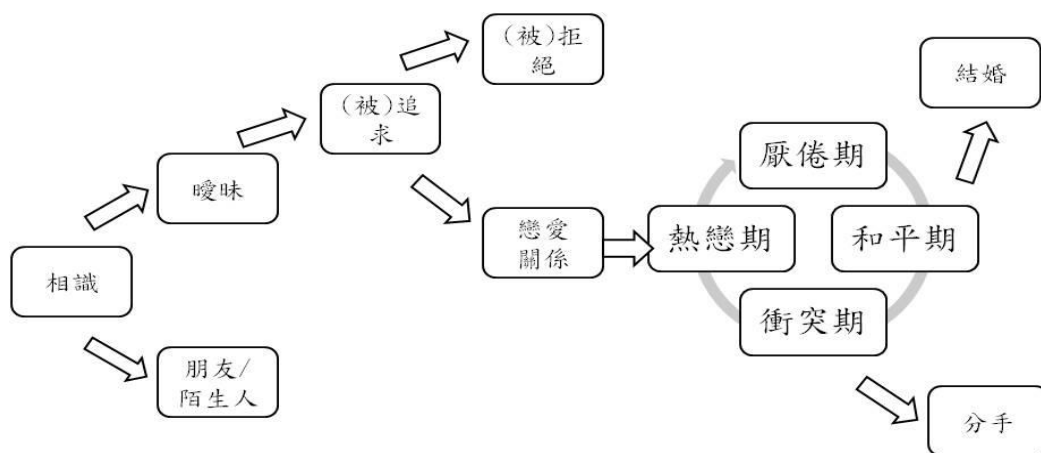 相識
曖昧
朋友/
陌生人
(被)追
求
(被)拒
絕
戀愛
關係
熱戀期
厭倦期
和平期
衝突期
結婚
分手